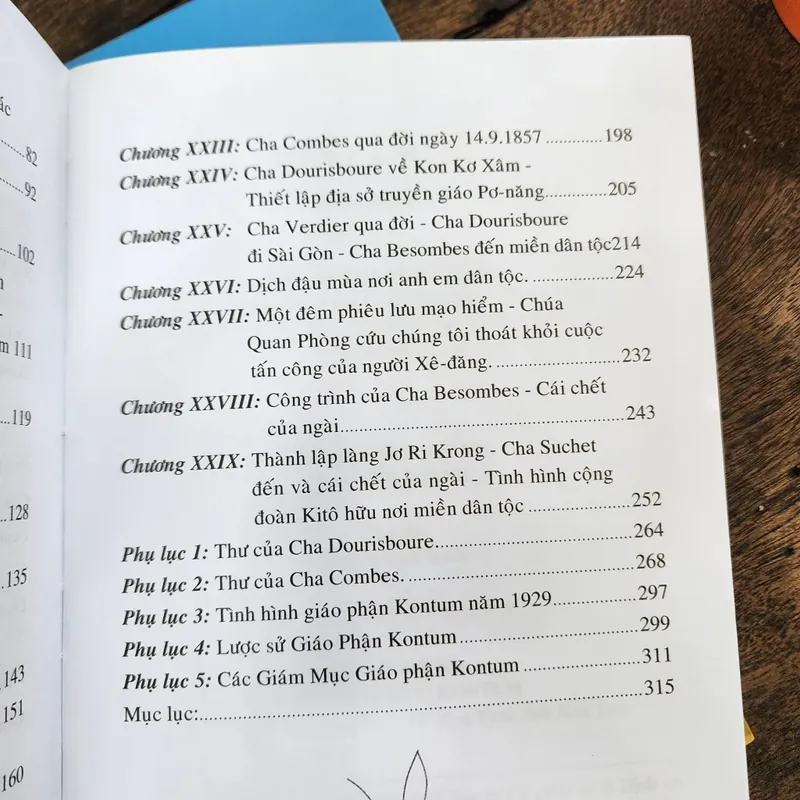 ác
82
92
102
m 111
119
128
135
143
151
160
Chương XXIII: Cha Combes qua đời ngày 14.9.1857 ............198
Chương XXIV: Cha Dourisboure về Kon Kơ Xâm -
Thiết lập địa sở truyền giáo Pơ-năng.............205
Chương XXV: Cha Verdier qua đời - Cha Dourisboure
đi Sài Gòn - Cha Besombes đến miền dân tộc214
Chương XXVI: Dịch đậu mùa nơi anh em dân tộc. ................224
Chương XXVII: Một đêm phiêu lưu mạo hiểm - Chúa
Quan Phòng cứu chúng tôi thoát khỏi cuộc
tấn công của người Xê-đăng. ..........................232
Chương XXVIII: Công trình của Cha Besombes - Cái chết
của ngài............................................................243
Chương XXIX: Thành lập làng Jơ Ri Krong - Cha Suchet
đến và cái chết của ngài - Tình hình cộng
đoàn Kitô hữu nơi miền dân tộc .....................252
Phụ lục 1: Thư của Cha Dourisboure..........................................264
Phụ lục 2: Thư của Cha Combes. ................................................268
Phụ lục 3: Tình hình giáo phận Kontum năm 1929..................297
Phụ lục 4: Lược sử Giáo Phận Kontum ......................................299
Phụ lục 5: Các Giám Mục Giáo phận Kontum .........................311
Mục lục:...........................................................................................315